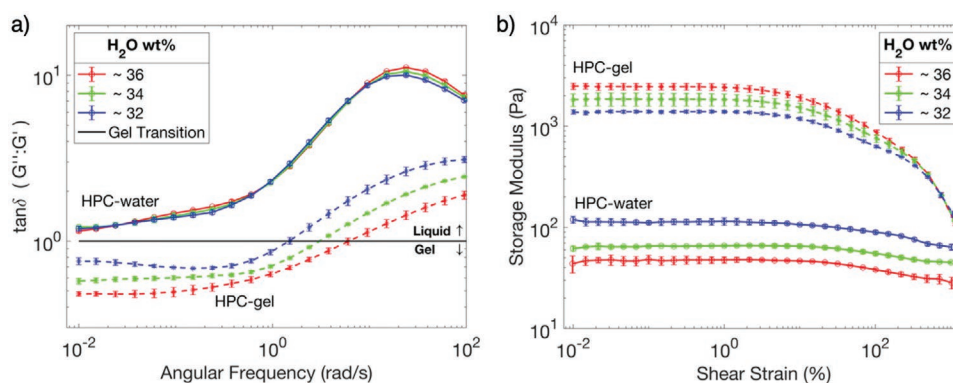 a)
H₂O wt%
~ 36
~ 34
~ 32
Gel Transition
HPC-water
Liquid ↑
Gel ↓
HPC-gel
tanδ ( G'':G' )
10¹
10⁰
10⁻²
10⁰
10²
Angular Frequency (rad/s)
b)
H₂O wt%
~ 36
~ 34
~ 32
HPC-gel
HPC-water
Storage Modulus (Pa)
10⁴
10³
10²
10¹
10⁻²
10⁰
10²
Shear Strain (%)